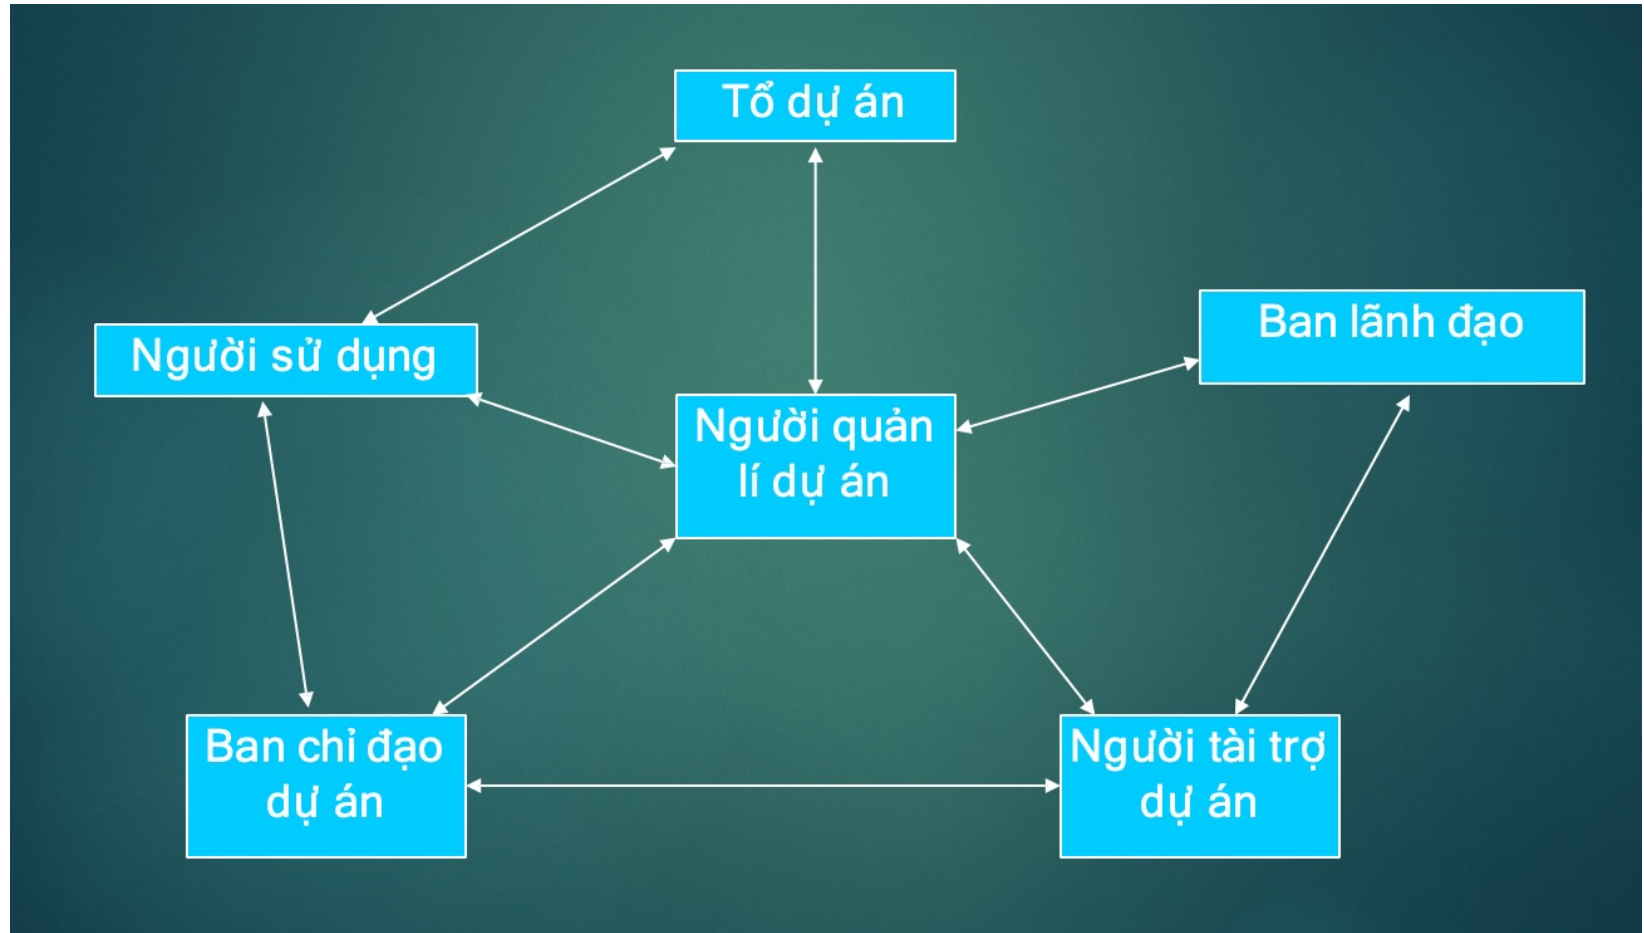 Tổ dự án
Ban lãnh đạo
Người sử dụng
Người quản
lí dự án
Ban chỉ đạo
dự án
Người tài trợ
dự án